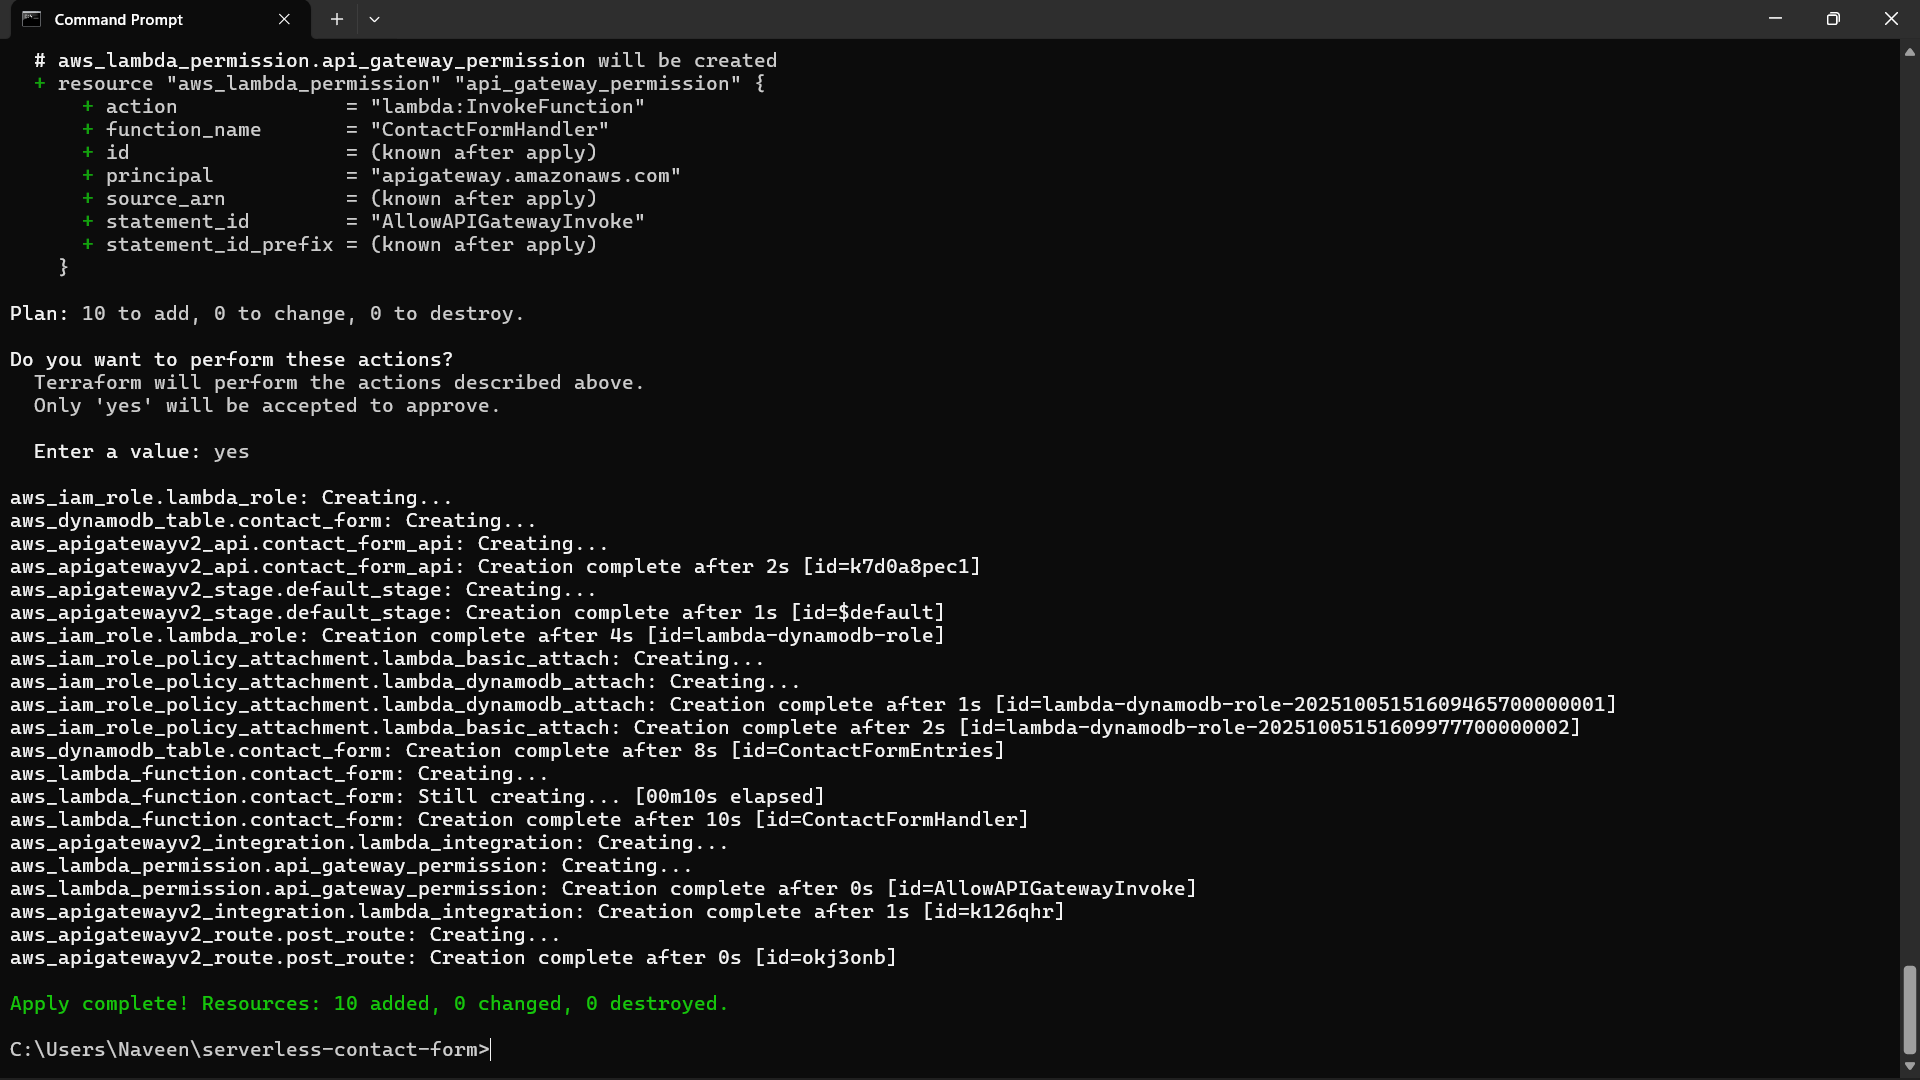 Command Prompt
# aws_lambda_permission.api_gateway_permission will be created
+ resource "aws_lambda_permission" "api_gateway_permission" {
+ action = "lambda:InvokeFunction"
+ function_name = "ContactFormHandler"
+ id = (known after apply)
+ principal = "apigateway.amazonaws.com"
+ source_arn = (known after apply)
+ statement_id = "AllowAPIGatewayInvoke"
+ statement_id_prefix = (known after apply)
}
Plan: 10 to add, 0 to change, 0 to destroy.
Do you want to perform these actions?
Terraform will perform the actions described above.
Only 'yes' will be accepted to approve.
Enter a value: yes
aws_iam_role.lambda_role: Creating...
aws_dynamodb_table.contact_form: Creating...
aws_apigatewayv2_api.contact_form_api: Creating...
aws_apigatewayv2_api.contact_form_api: Creation complete after 2s [id=k7d0a8pec1]
aws_apigatewayv2_stage.default_stage: Creating...
aws_apigatewayv2_stage.default_stage: Creation complete after 1s [id=$default]
aws_iam_role.lambda_role: Creation complete after 4s [id=lambda-dynamodb-role]
aws_iam_role_policy_attachment.lambda_basic_attach: Creating...
aws_iam_role_policy_attachment.lambda_dynamodb_attach: Creating...
aws_iam_role_policy_attachment.lambda_dynamodb_attach: Creation complete after 1s [id=lambda-dynamodb-role-20251005151609465700000001]
aws_iam_role_policy_attachment.lambda_basic_attach: Creation complete after 2s [id=lambda-dynamodb-role-20251005151609977700000002]
aws_dynamodb_table.contact_form: Creation complete after 8s [id=ContactFormEntries]
aws_lambda_function.contact_form: Creating...
aws_lambda_function.contact_form: Still creating... [00m10s elapsed]
aws_lambda_function.contact_form: Creation complete after 10s [id=ContactFormHandler]
aws_apigatewayv2_integration.lambda_integration: Creating...
aws_lambda_permission.api_gateway_permission: Creating...
aws_lambda_permission.api_gateway_permission: Creation complete after 0s [id=AllowAPIGatewayInvoke]
aws_apigatewayv2_integration.lambda_integration: Creation complete after 1s [id=k126qhr]
aws_apigatewayv2_route.post_route: Creating...
aws_apigatewayv2_route.post_route: Creation complete after 0s [id=okj3onb]
Apply complete! Resources: 10 added, 0 changed, 0 destroyed.
C:\Users\Naveen\serverless-contact-form>